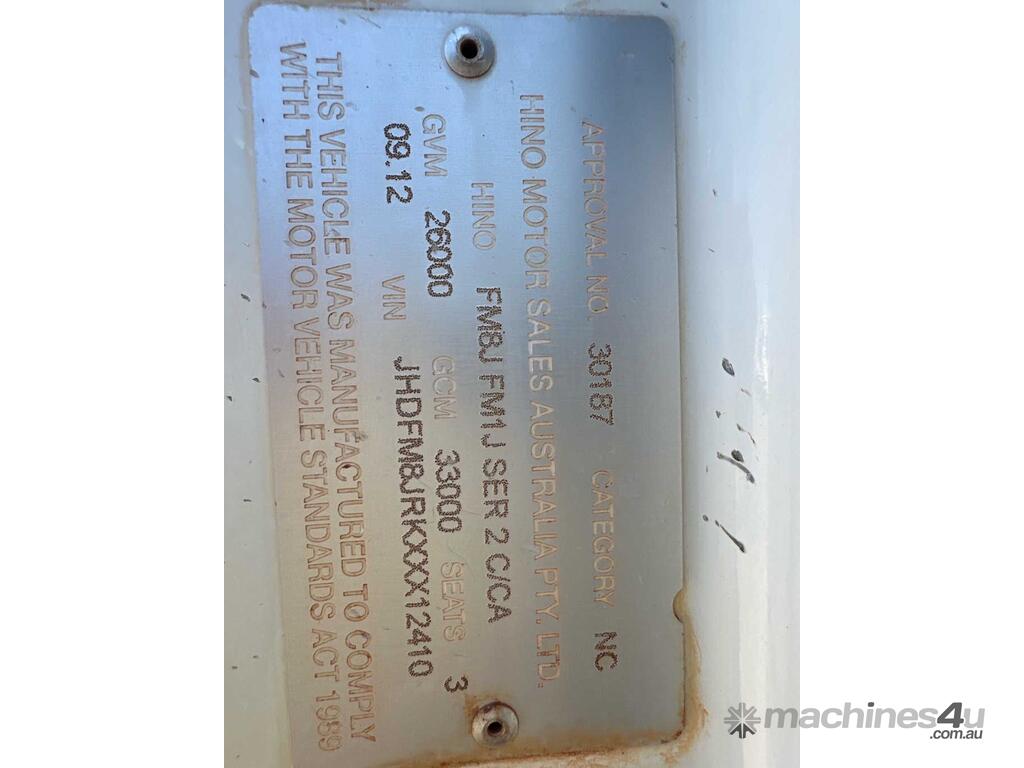 APPROVAL NO. 30187 CATEGORY NC
HINO MOTOR SALES AUSTRALIA PTY. LTD.
HINO FM8J FM1J SER 2 C/CA
GVM 26000 GCM 33000 SEATS 3
09.12 VIN JHDFM8JRKXXX12410
THIS VEHICLE WAS MANUFACTURED TO COMPLY
WITH THE MOTOR VEHICLE STANDARDS ACT 1989
machines4u
.com.au